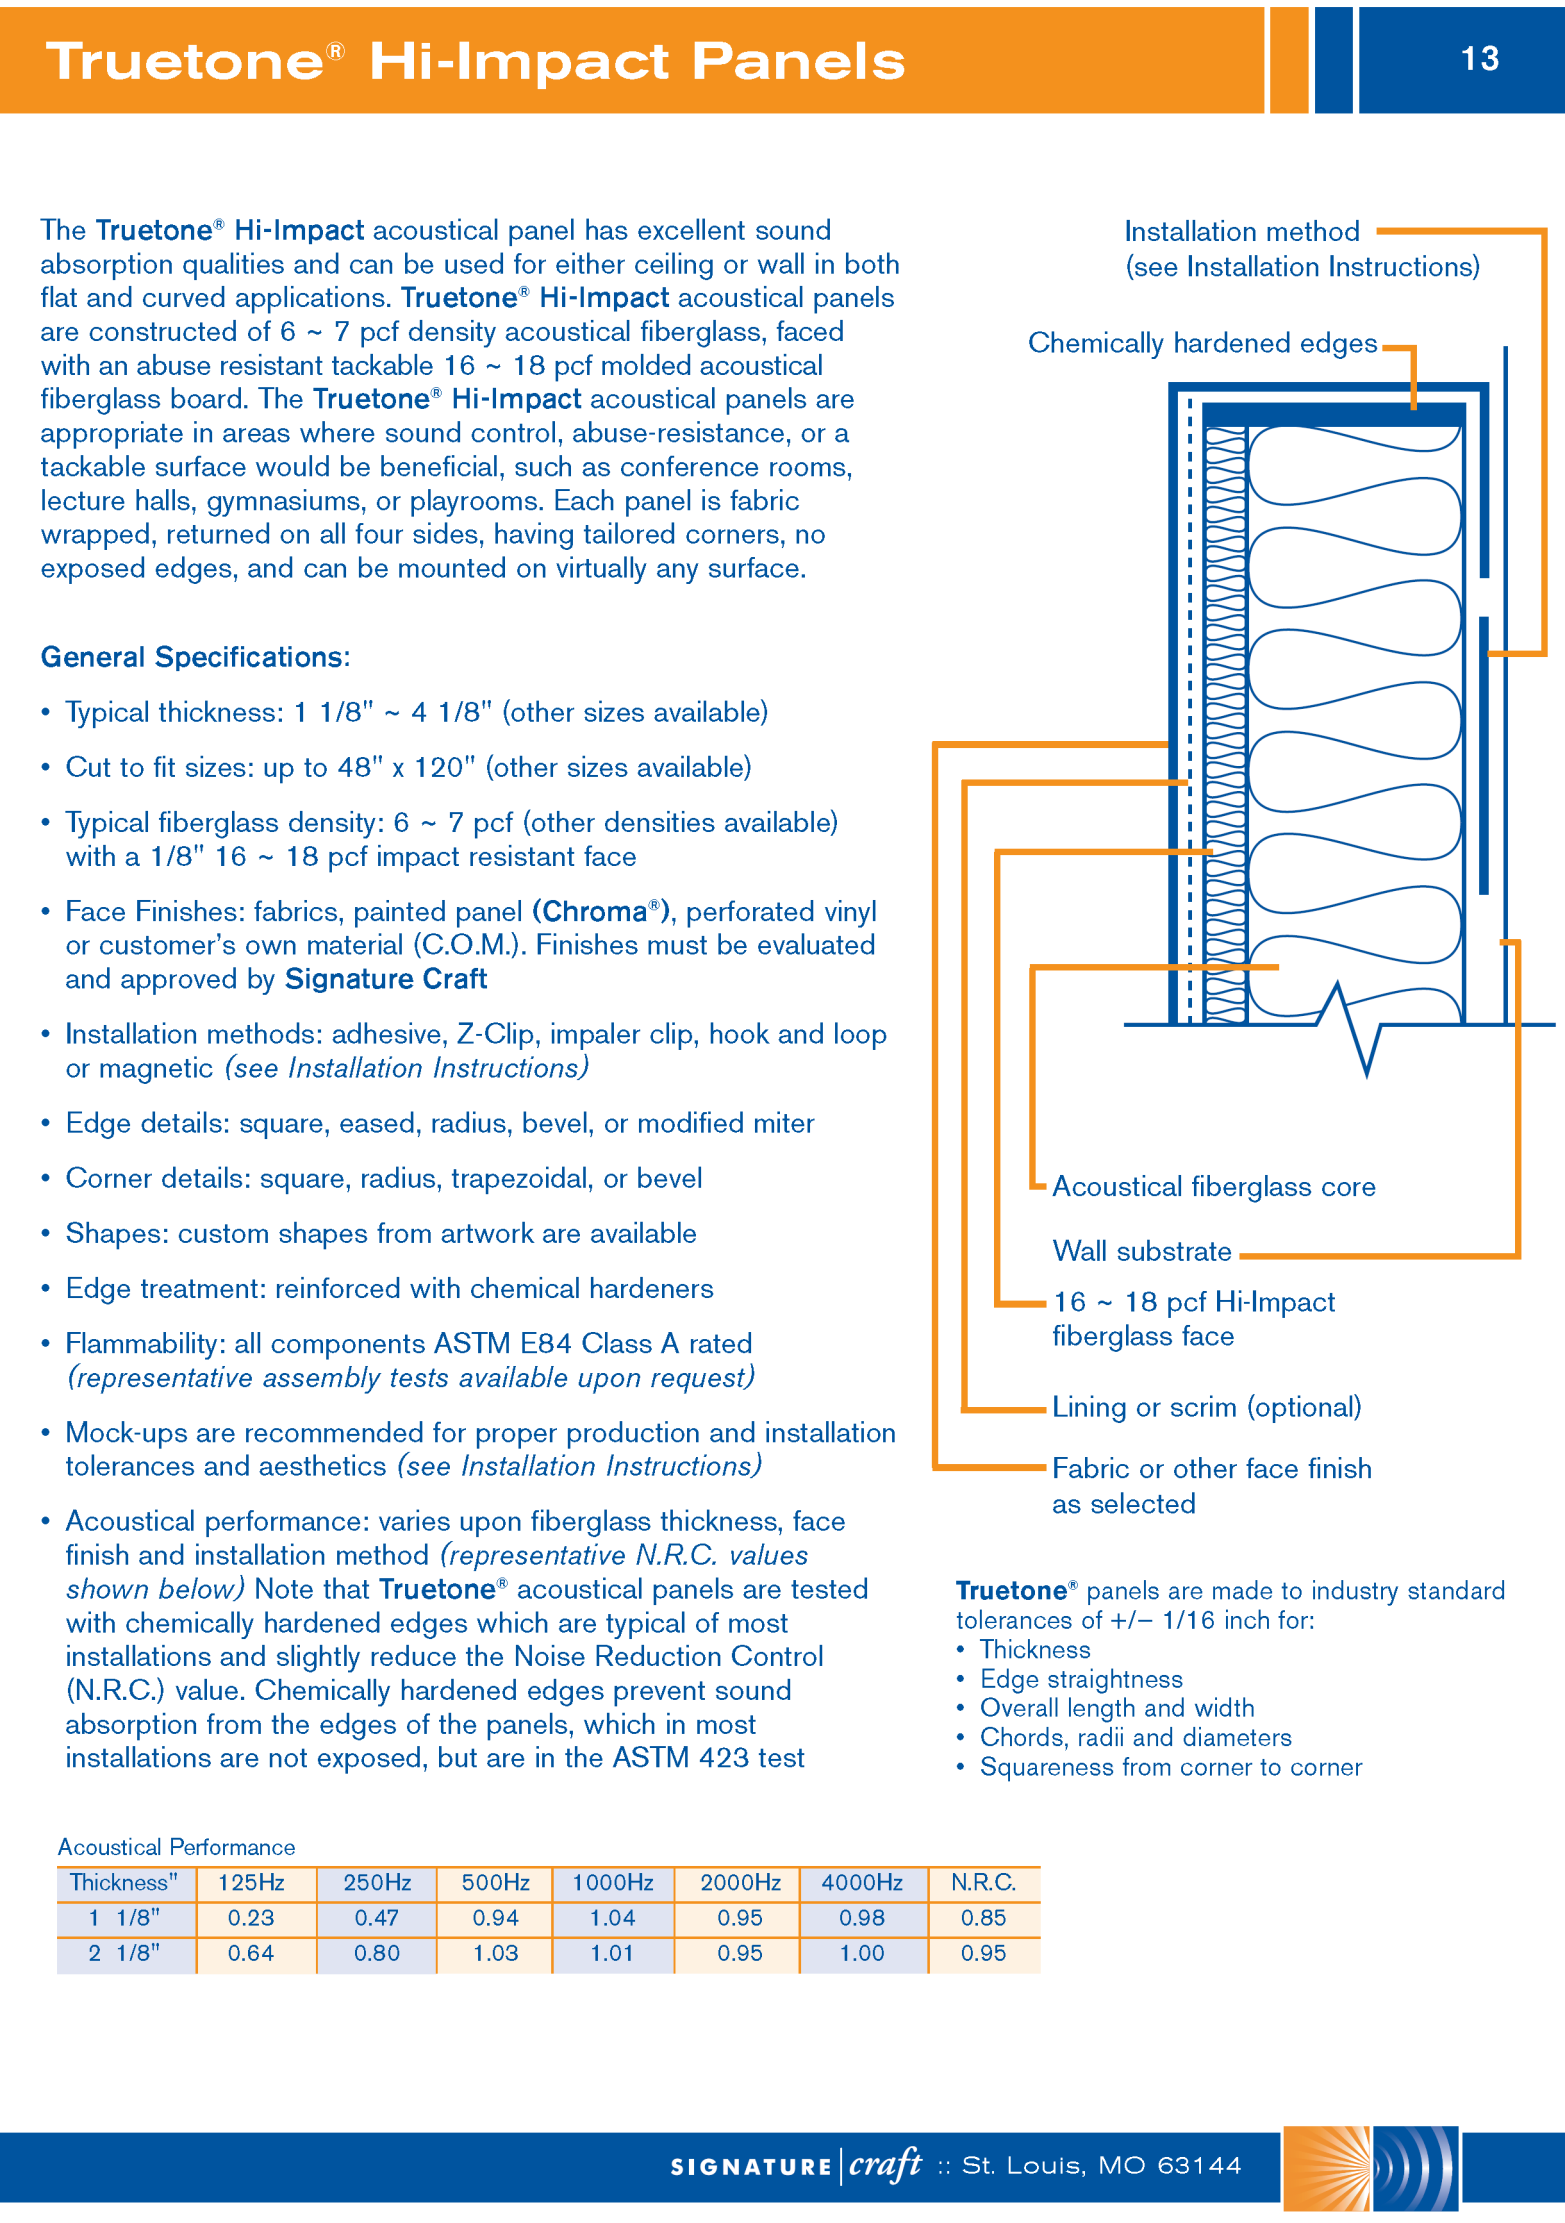 Truetone® Hi-Impact Panels
13
The Truetone® Hi-Impact acoustical panel has excellent sound
absorption qualities and can be used for either ceiling or wall in both
flat and curved applications. Truetone® Hi-Impact acoustical panels
are constructed of 6 ~ 7 pcf density acoustical fiberglass, faced
with an abuse resistant tackable 16 ~ 18 pcf molded acoustical
fiberglass board. The Truetone® Hi-Impact acoustical panels are
appropriate in areas where sound control, abuse-resistance, or a
tackable surface would be beneficial, such as conference rooms,
lecture halls, gymnasiums, or playrooms. Each panel is fabric
wrapped, returned on all four sides, having tailored corners, no
exposed edges, and can be mounted on virtually any surface.
General Specifications:
• Typical thickness: 1 1/8" ~ 4 1/8" (other sizes available)
• Cut to fit sizes: up to 48" x 120" (other sizes available)
• Typical fiberglass density: 6 ~ 7 pcf (other densities available)
with a 1/8" 16 ~ 18 pcf impact resistant face
• Face Finishes: fabrics, painted panel (Chroma®), perforated vinyl
or customer's own material (C.O.M.). Finishes must be evaluated
and approved by Signature Craft
• Installation methods: adhesive, Z-Clip, impaler clip, hook and loop
or magnetic (see Installation Instructions)
• Edge details: square, eased, radius, bevel, or modified miter
• Corner details: square, radius, trapezoidal, or bevel
• Shapes: custom shapes from artwork are available
• Edge treatment: reinforced with chemical hardeners
• Flammability: all components ASTM E84 Class A rated
(representative assembly tests available upon request)
• Mock-ups are recommended for proper production and installation
tolerances and aesthetics (see Installation Instructions)
• Acoustical performance: varies upon fiberglass thickness, face
finish and installation method (representative N.R.C. values
shown below) Note that Truetone® acoustical panels are tested
with chemically hardened edges which are typical of most
installations and slightly reduce the Noise Reduction Control
(N.R.C.) value. Chemically hardened edges prevent sound
absorption from the edges of the panels, which in most
installations are not exposed, but are in the ASTM 423 test
Installation method
(see Installation Instructions)
Chemically hardened edges
Acoustical fiberglass core
Wall substrate
16 ~ 18 pcf Hi-Impact
fiberglass face
Lining or scrim (optional)
Fabric or other face finish
as selected
Truetone® panels are made to industry standard
tolerances of +/– 1/16 inch for:
• Thickness
• Edge straightness
• Overall length and width
• Chords, radii and diameters
• Squareness from corner to corner
Acoustical Performance
Thickness" 125Hz 250Hz 500Hz 1000Hz 2000Hz 4000Hz N.R.C.
1 1/8" 0.23 0.47 0.94 1.04 0.95 0.98 0.85
2 1/8" 0.64 0.80 1.03 1.01 0.95 1.00 0.95
SIGNATURE|craft :: St. Louis, MO 63144